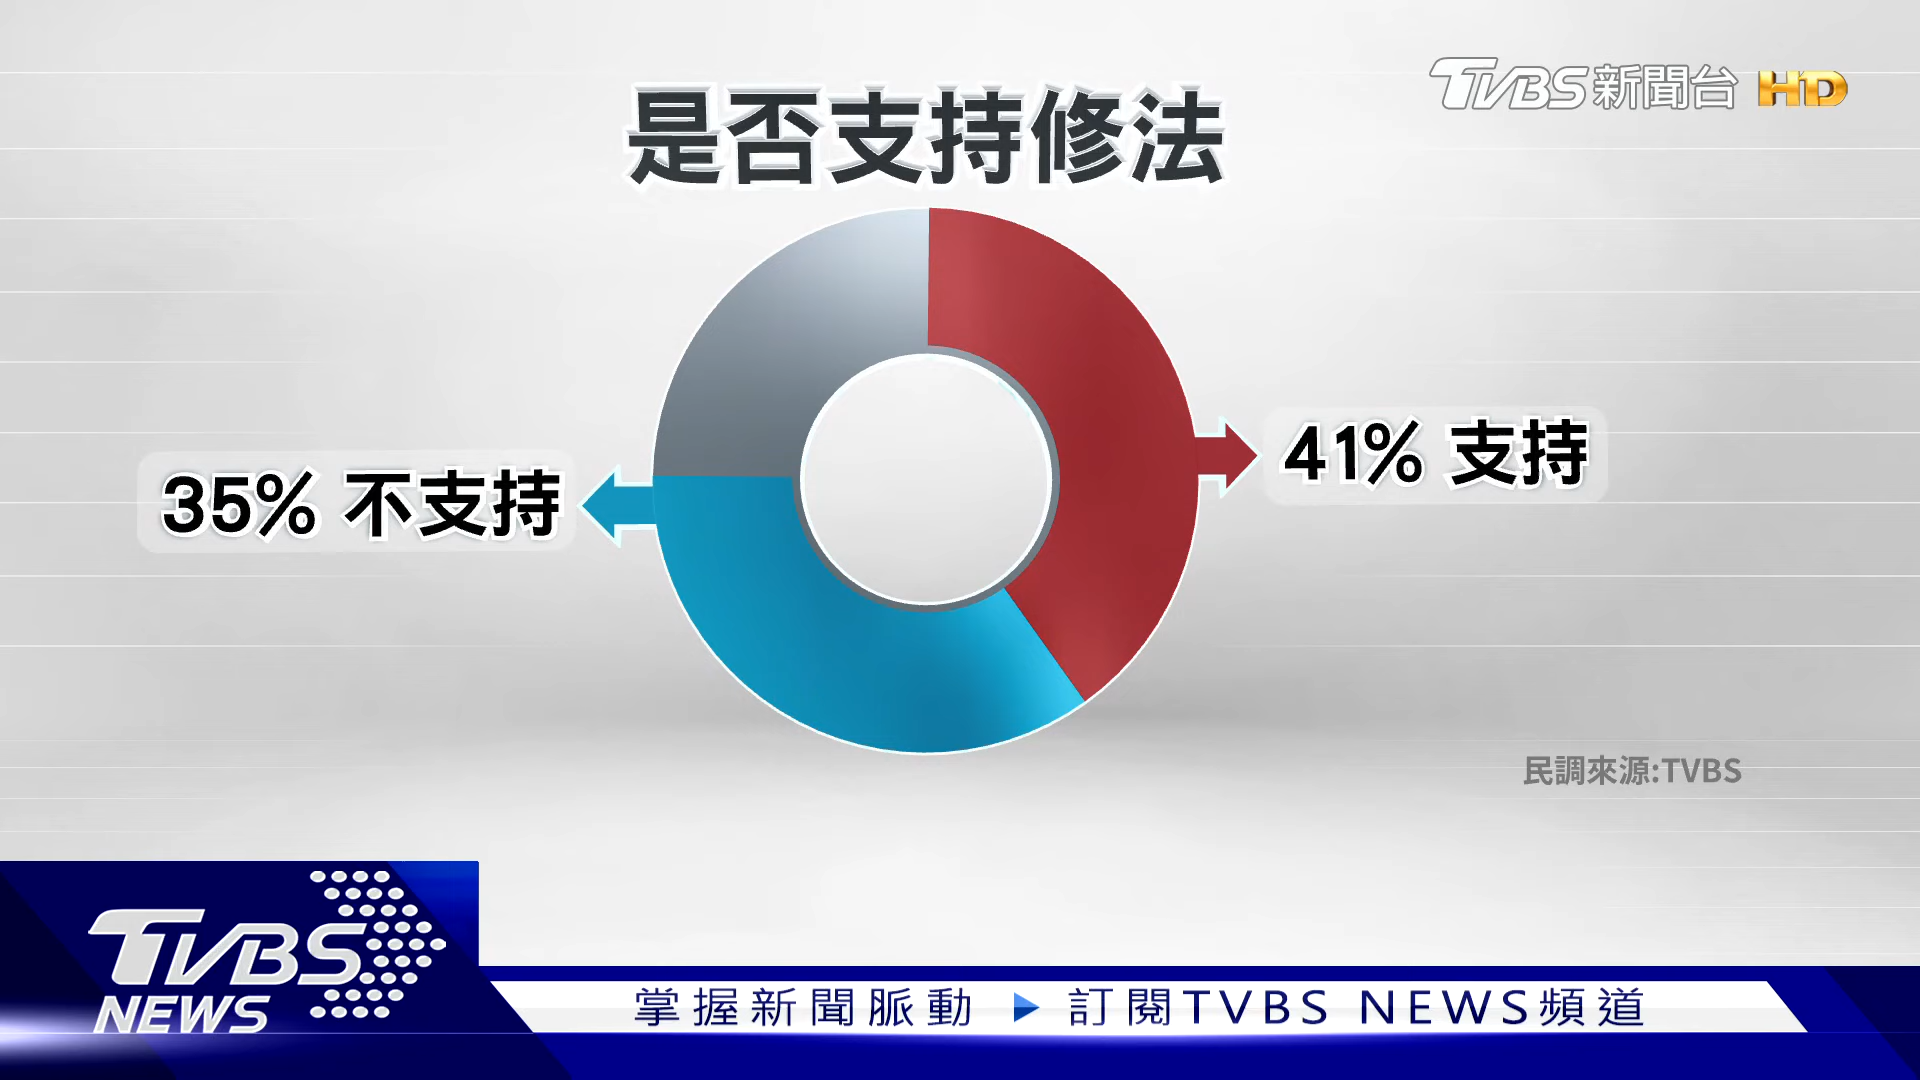 TVBS新聞台 HD
是否支持修法
41% 支持
35% 不支持
民調來源:TVBS
TVBS
NEWS
掌握新聞脈動 ▶ 訂閱TVBS NEWS頻道